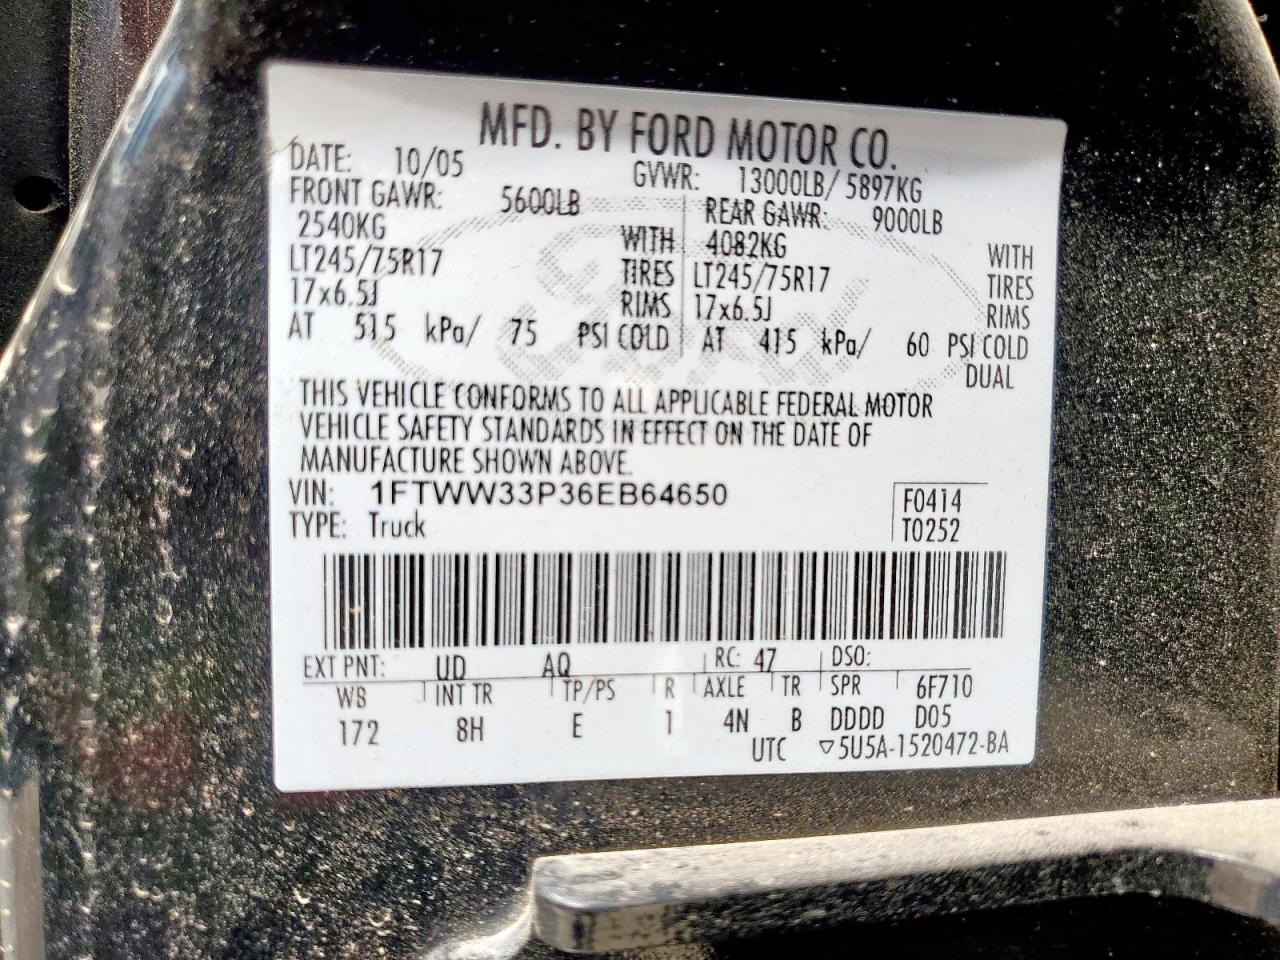 MFD. BY FORD MOTOR CO.
DATE: 10/05 GVWR: 13000LB/ 5897KG
FRONT GAWR: 5600LB REAR GAWR: 9000LB
2540KG WITH 4082KG WITH
LT245/75R17 TIRES LT245/75R17 TIRES
17x6.5J RIMS 17x6.5J RIMS
AT 515 kPa/ 75 PSI COLD AT 415 kPa/ 60 PSI COLD
DUAL
THIS VEHICLE CONFORMS TO ALL APPLICABLE FEDERAL MOTOR
VEHICLE SAFETY STANDARDS IN EFFECT ON THE DATE OF
MANUFACTURE SHOWN ABOVE.
VIN: 1FTWW33P36EB64650 F0414
TYPE: Truck T0252
EXT PNT: UD AQ RC: 47 DSO:
WB INT TR TP/PS R AXLE TR SPR 6F710
172 8H E 1 4N B DDDD D05
UTC ▽5U5A-1520472-BA